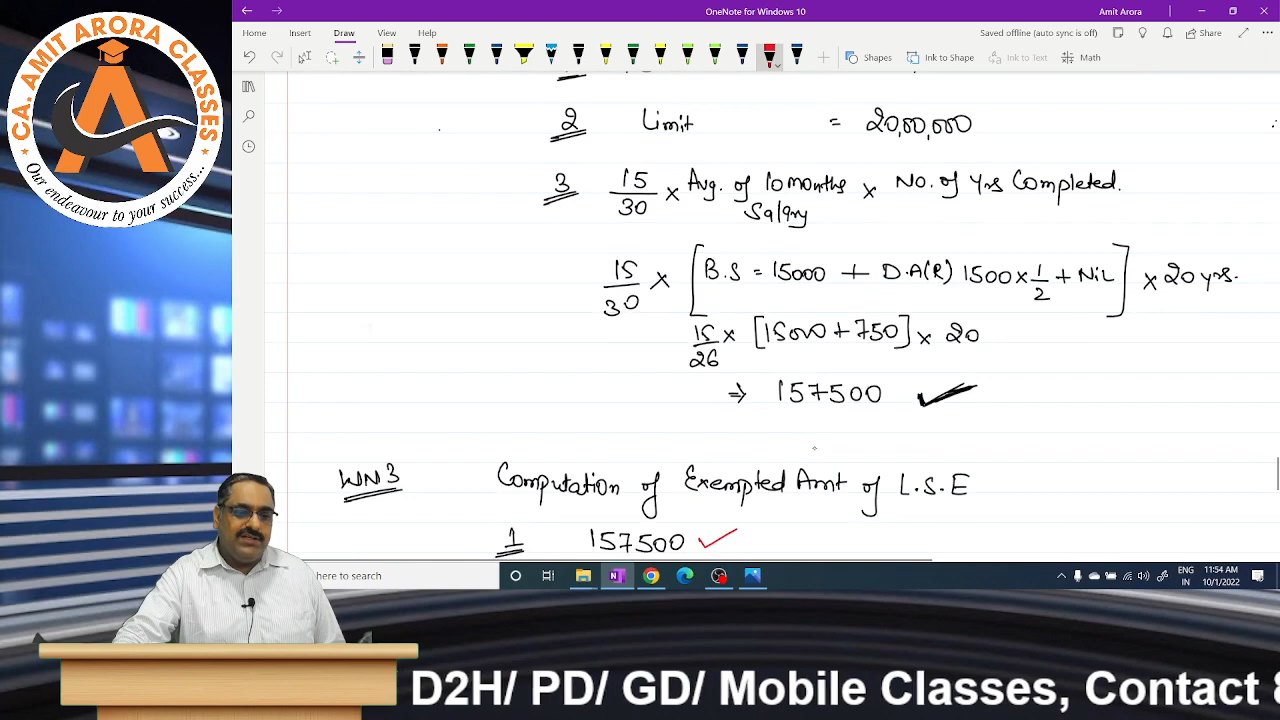 CA. AMIT ARORA CLASSES
Our endeavour to your success...
OneNote for Windows 10
Amit Arora
Home Insert Draw View Help
Saved offline (auto sync is off)
Share
Shapes Ink to Shape Ink to Text Math
2 Limit = 20,00,000
3 15/30 × Avg. of 10 months Salary × No. of Yrs Completed.
15/30 × [B.S = 15000 + D.A(R) 1500 × 1/2 + NiL] × 20 yrs.
15/26 × [15000 + 750] × 20
⇒ 157500 ✓
WN3 Computation of Exempted Amt of L.S.E
1 157500 ✓
here to search
ENG
IN
11:54 AM
10/1/2022
D2H/ PD/ GD/ Mobile Classes, Contact 8